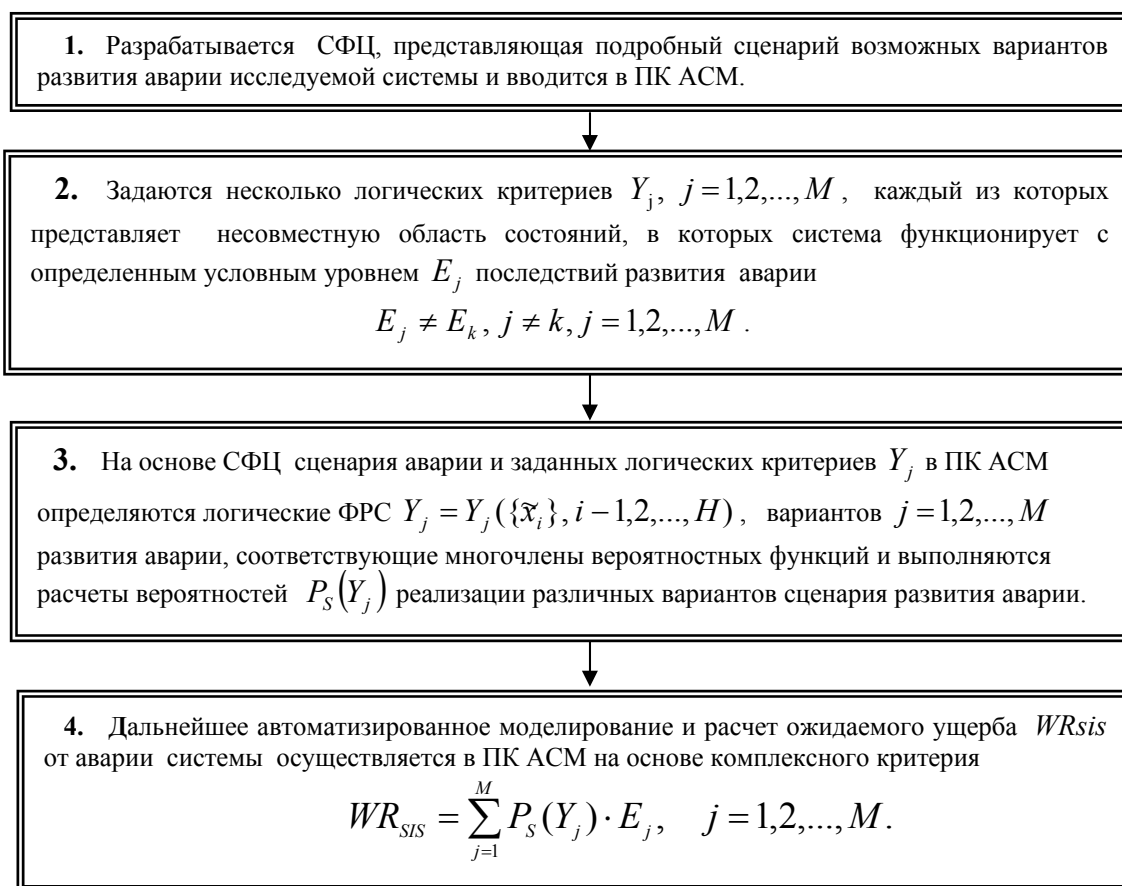 1. Разрабатывается СФЦ, представляющая подробный сценарий возможных вариантов
развития аварии исследуемой системы и вводится в ПК АСМ.
2. Задаются несколько логических критериев Y_j, j = 1,2,..., M , каждый из которых
представляет несовместную область состояний, в которых система функционирует с
определенным условным уровнем E_j последствий развития аварии
E_j ≠ E_k, j ≠ k, j = 1,2,..., M .
3. На основе СФЦ сценария аварии и заданных логических критериев Y_j в ПК АСМ
определяются логические ФРС Y_j = Y_j({x̃_i}, i − 1,2,..., H) , вариантов j = 1,2,..., M
развития аварии, соответствующие многочлены вероятностных функций и выполняются
расчеты вероятностей P_S(Y_j) реализации различных вариантов сценария развития аварии.
4. Дальнейшее автоматизированное моделирование и расчет ожидаемого ущерба WRsis
от аварии системы осуществляется в ПК АСМ на основе комплексного критерия
WR_SIS = ∑_{j=1}^{M} P_S(Y_j) · E_j, j = 1,2,..., M.